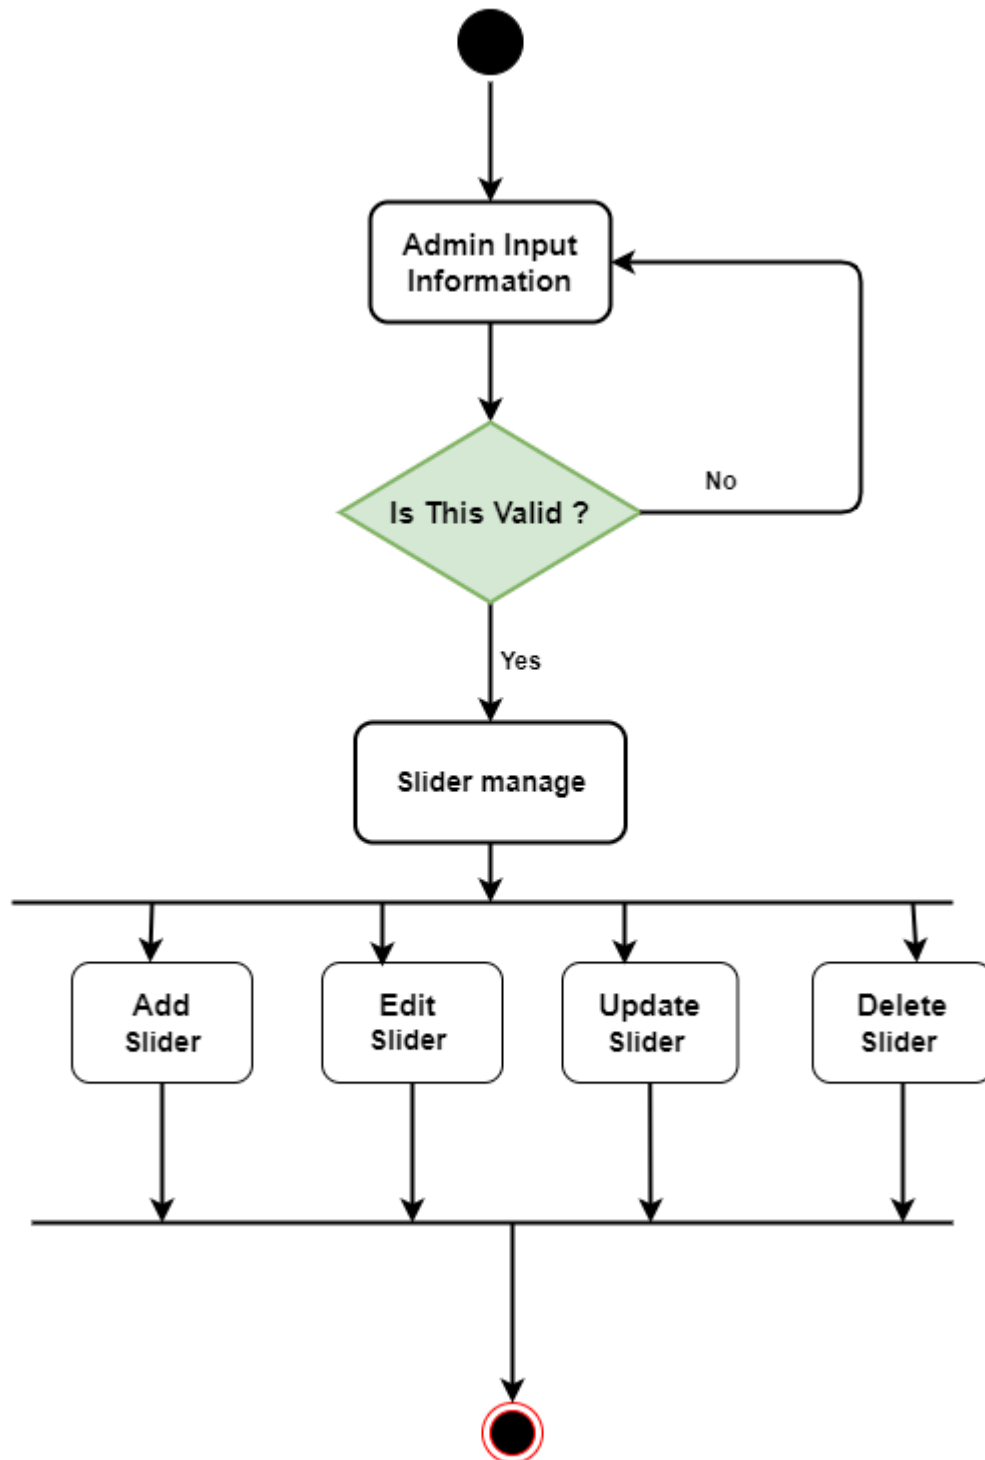 Admin Input
Information
Is This Valid ?
No
Yes
Slider manage
Add
Slider
Edit
Slider
Update
Slider
Delete
Slider